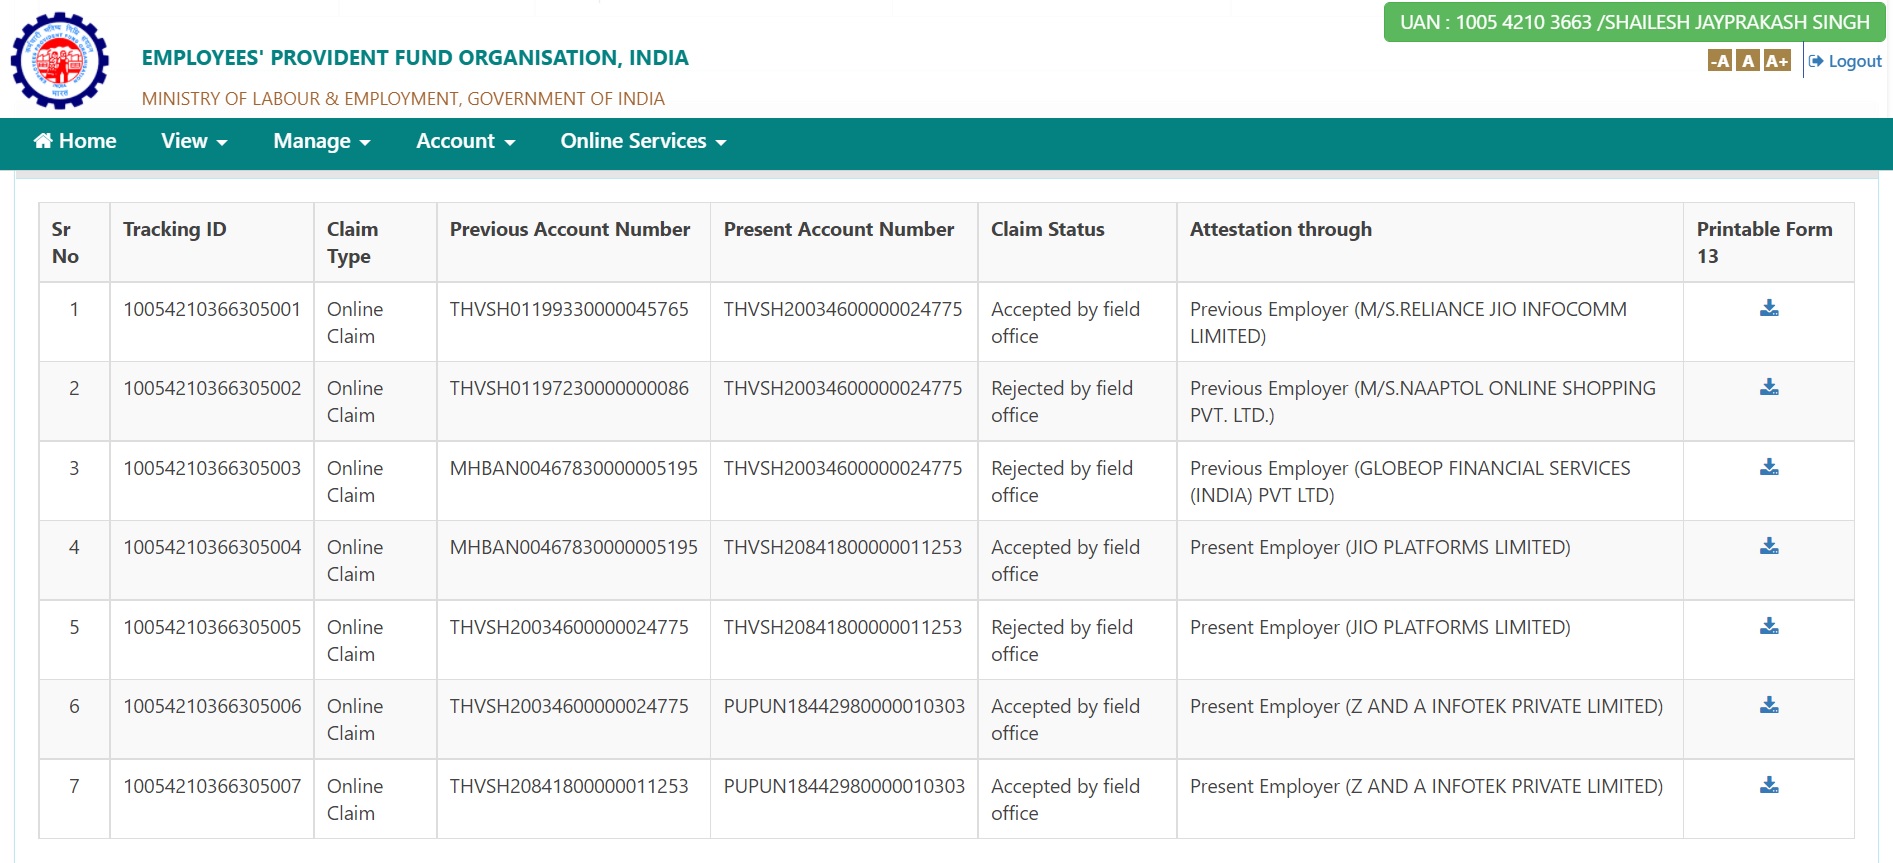 UAN : 1005 4210 3663 /SHAILESH JAYPRAKASH SINGH
EMPLOYEES' PROVIDENT FUND ORGANISATION, INDIA
-A A A+ Logout
MINISTRY OF LABOUR & EMPLOYMENT, GOVERNMENT OF INDIA
Home View Manage Account Online Services
Sr No Tracking ID Claim Type Previous Account Number Present Account Number Claim Status Attestation through Printable Form 13
1 10054210366305001 Online Claim THVSH01199330000045765 THVSH20034600000024775 Accepted by field office Previous Employer (M/S.RELIANCE JIO INFOCOMM LIMITED)
2 10054210366305002 Online Claim THVSH01197230000000086 THVSH20034600000024775 Rejected by field office Previous Employer (M/S.NAAPTOL ONLINE SHOPPING PVT. LTD.)
3 10054210366305003 Online Claim MHBAN00467830000005195 THVSH20034600000024775 Rejected by field office Previous Employer (GLOBEOP FINANCIAL SERVICES (INDIA) PVT LTD)
4 10054210366305004 Online Claim MHBAN00467830000005195 THVSH20841800000011253 Accepted by field office Present Employer (JIO PLATFORMS LIMITED)
5 10054210366305005 Online Claim THVSH20034600000024775 THVSH20841800000011253 Rejected by field office Present Employer (JIO PLATFORMS LIMITED)
6 10054210366305006 Online Claim THVSH20034600000024775 PUPUN18442980000010303 Accepted by field office Present Employer (Z AND A INFOTEK PRIVATE LIMITED)
7 10054210366305007 Online Claim THVSH20841800000011253 PUPUN18442980000010303 Accepted by field office Present Employer (Z AND A INFOTEK PRIVATE LIMITED)